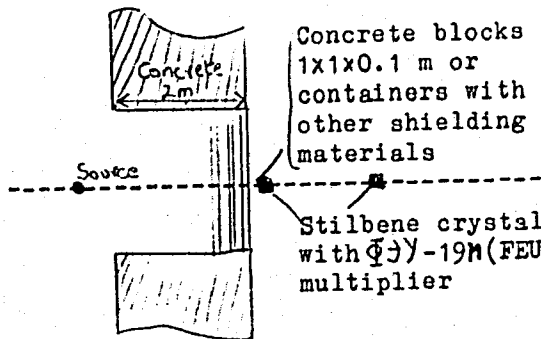 Concrete blocks
1x1x0.1 m or
containers with
other shielding
materials
Concrete
2m
Source
Stilbene crystal
with ФЭУ-19М(FEU
multiplier